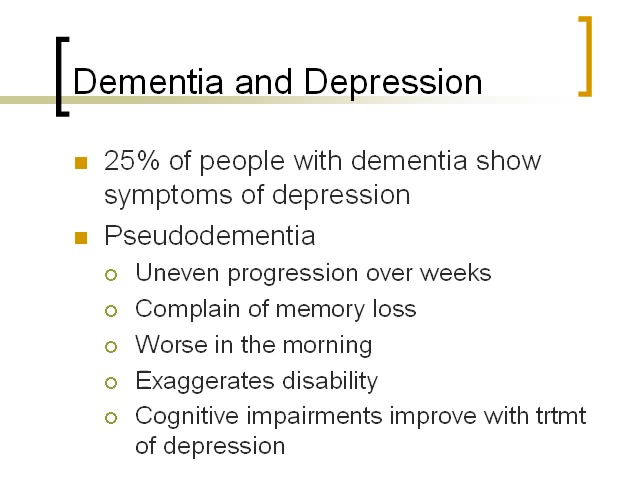 Dementia and Depression
25% of people with dementia show
symptoms of depression
Pseudodementia
Uneven progression over weeks
Complain of memory loss
Worse in the morning
Exaggerates disability
Cognitive impairments improve with trtmt
of depression